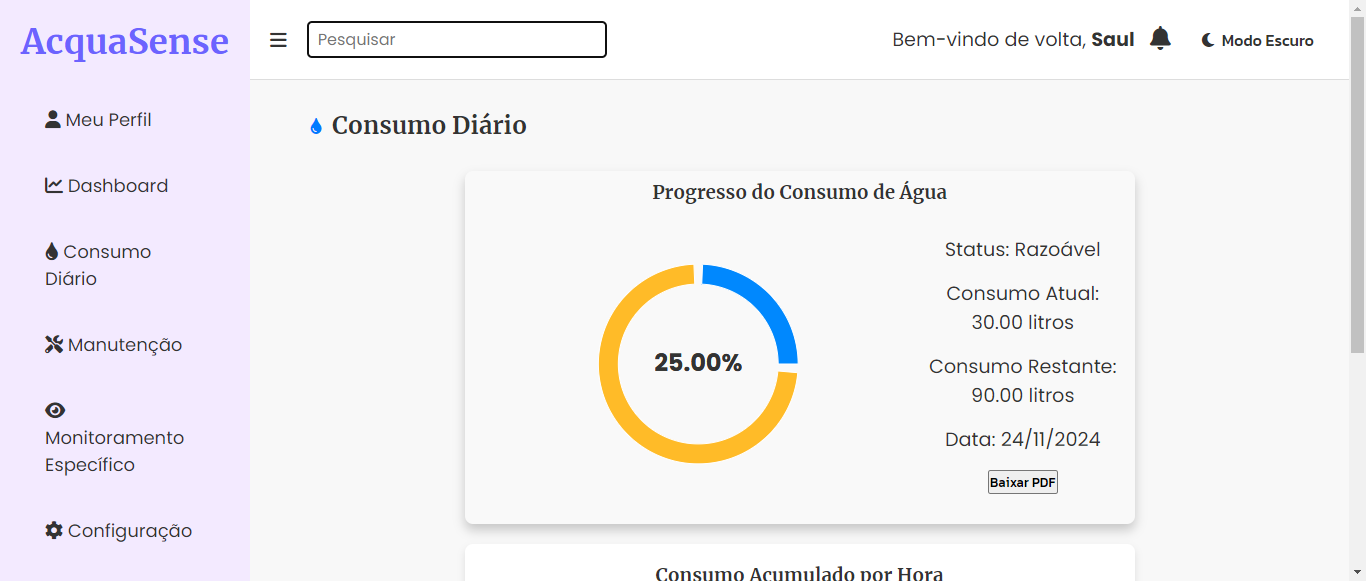 AcquaSense
Pesquisar
Bem-vindo de volta, Saul
Modo Escuro
Meu Perfil
Dashboard
Consumo
Diário
Manutenção
Monitoramento
Específico
Configuração
Consumo Diário
Progresso do Consumo de Água
25.00%
Status: Razoável
Consumo Atual:
30.00 litros
Consumo Restante:
90.00 litros
Data: 24/11/2024
Baixar PDF
Consumo Acumulado por Hora